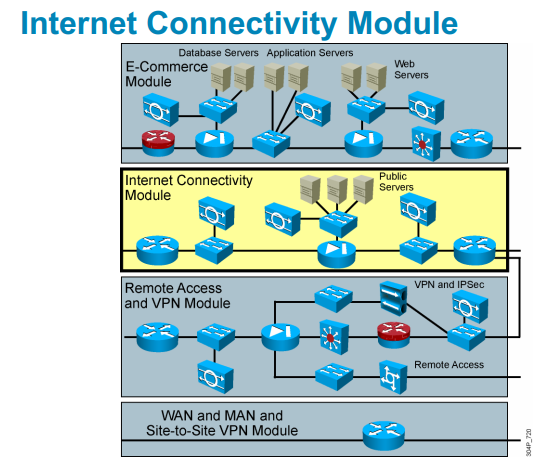 Internet Connectivity Module
Database Servers Application Servers
E-Commerce
Module
Web
Servers
Internet Connectivity
Module
Public
Servers
Remote Access
and VPN Module
VPN and IPSec
Remote Access
WAN and MAN and
Site-to-Site VPN Module
304P_720